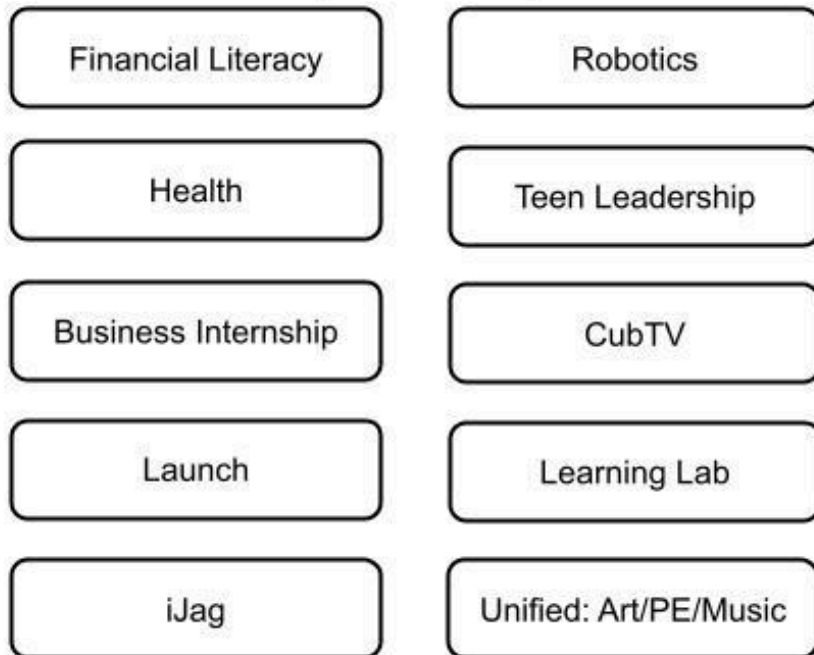 Financial Literacy
Robotics
Health
Teen Leadership
Business Internship
CubTV
Launch
Learning Lab
iJag
Unified: Art/PE/Music